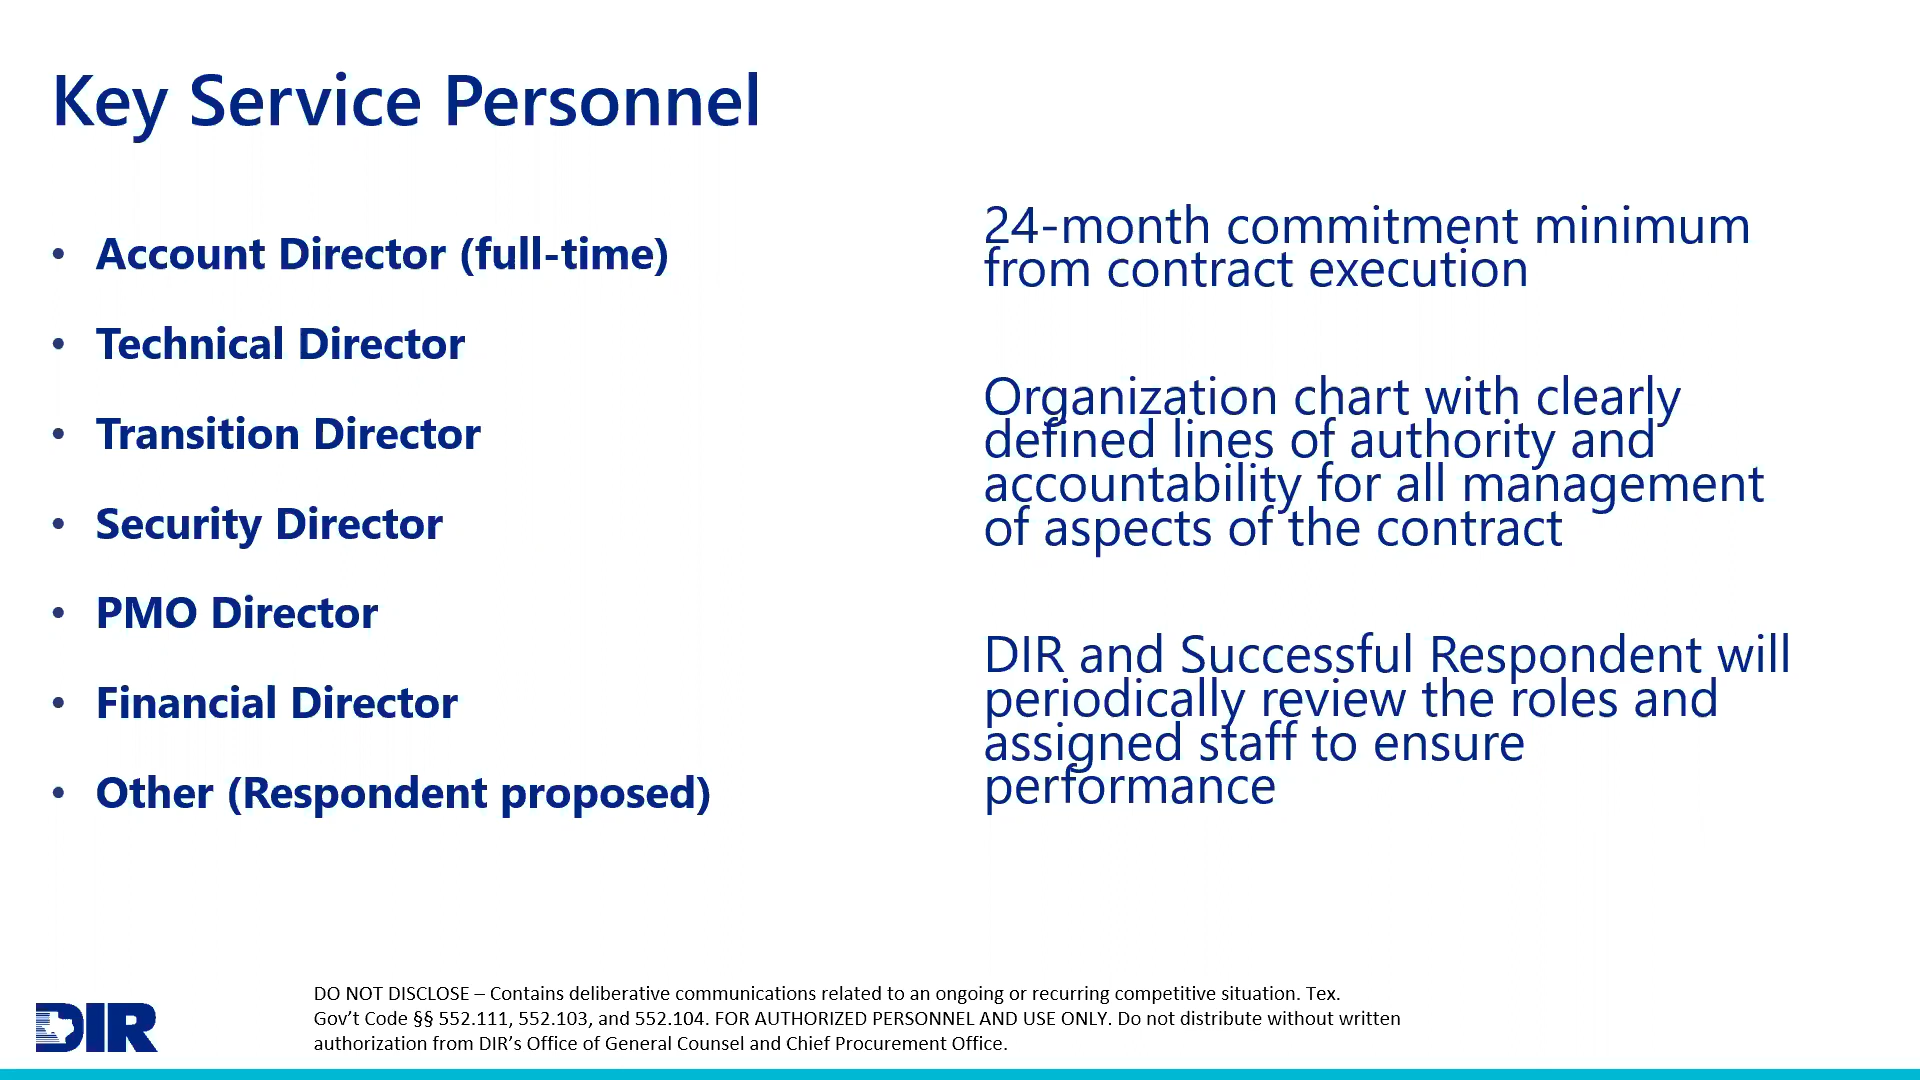 Key Service Personnel
• Account Director (full-time)
• Technical Director
• Transition Director
• Security Director
• PMO Director
• Financial Director
• Other (Respondent proposed)
24-month commitment minimum
from contract execution
Organization chart with clearly
defined lines of authority and
accountability for all management
of aspects of the contract
DIR and Successful Respondent will
periodically review the roles and
assigned staff to ensure
performance
DIR
DO NOT DISCLOSE – Contains deliberative communications related to an ongoing or recurring competitive situation. Tex.
Gov’t Code §§ 552.111, 552.103, and 552.104. FOR AUTHORIZED PERSONNEL AND USE ONLY. Do not distribute without written
authorization from DIR’s Office of General Counsel and Chief Procurement Office.